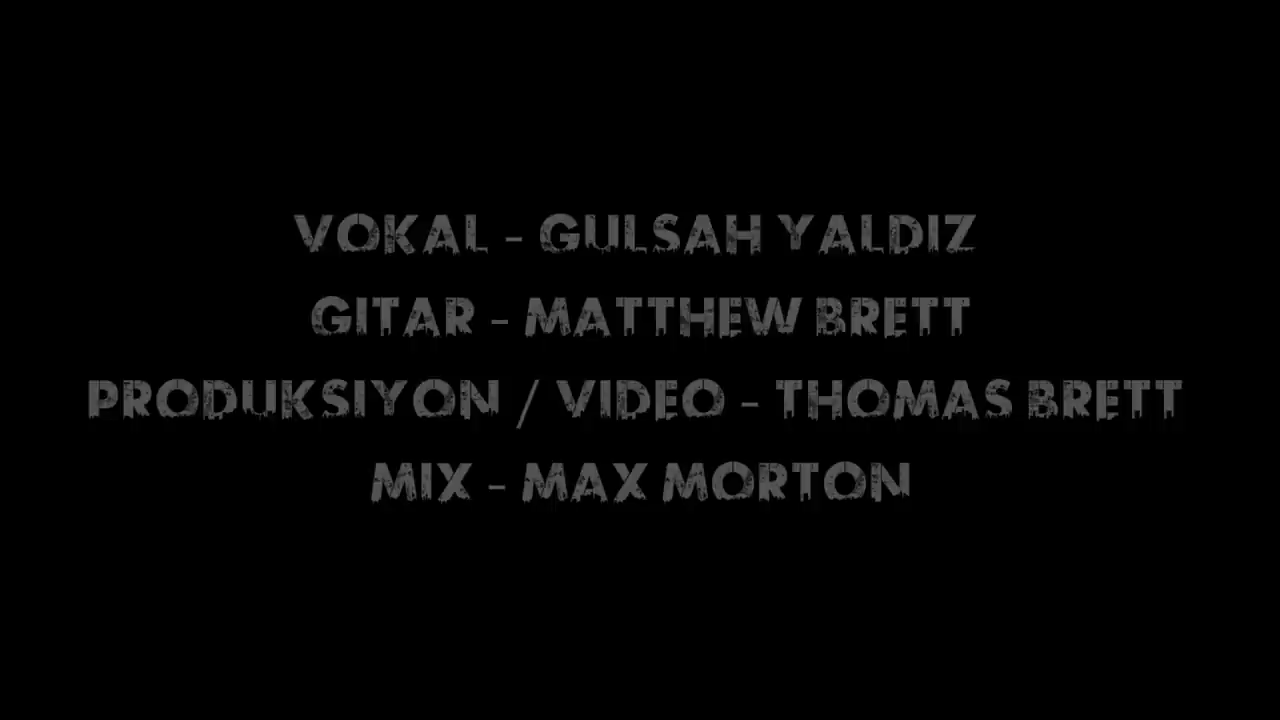 VOKAL - GULSAH YALDIZ
GITAR - MATTHEW BRETT
PRODUKSIYON / VIDEO - THOMAS BRETT
MIX - MAX MORTON